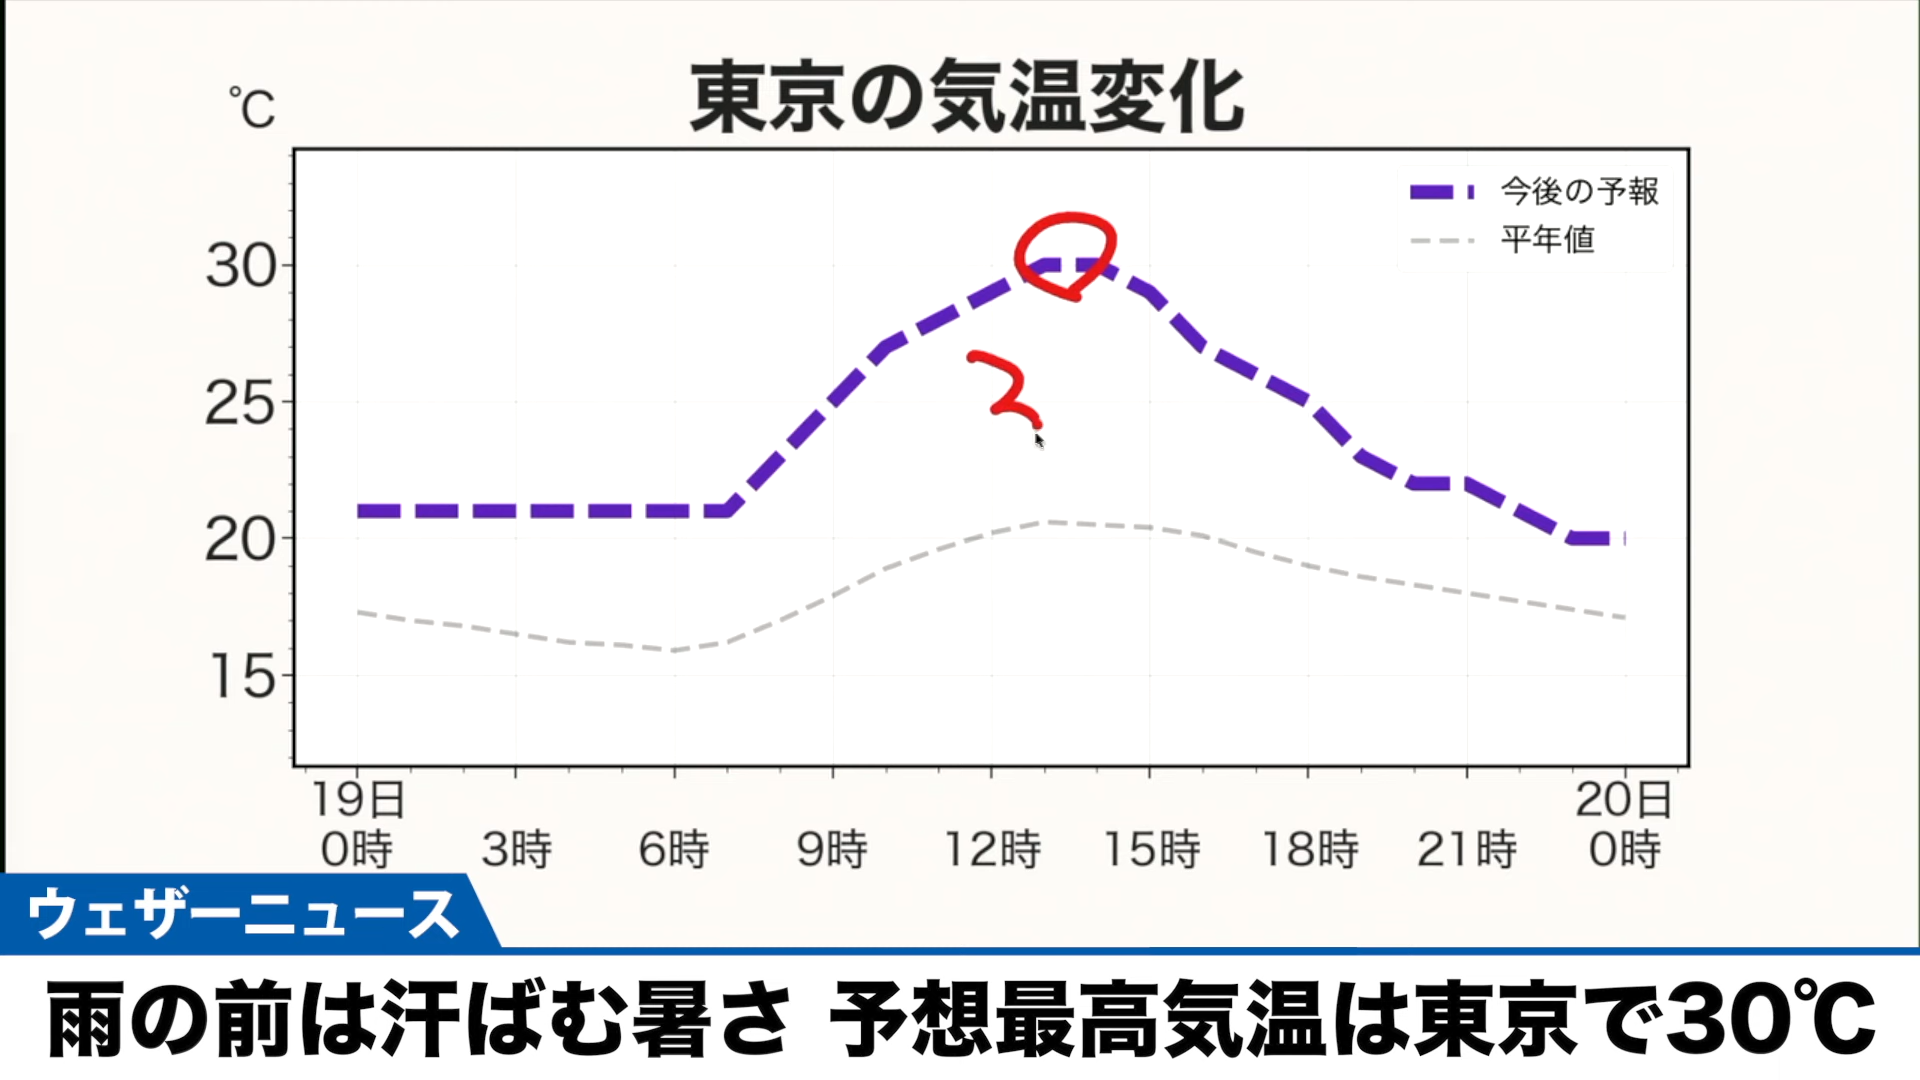 東京の気温変化
℃
今後の予報
平年値
30
25
20
15
19日
20日
0時 3時 6時 9時 12時 15時 18時 21時 0時
ウェザーニュース
雨の前は汗ばむ暑さ 予想最高気温は東京で30℃